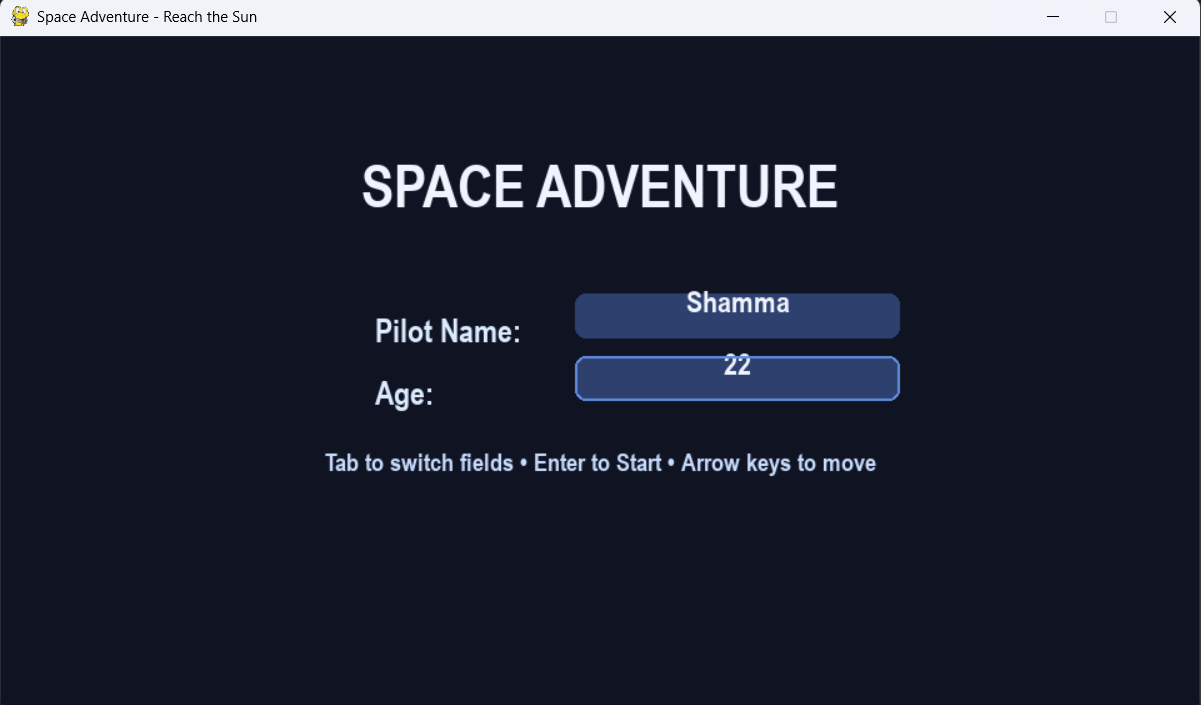 Space Adventure - Reach the Sun
SPACE ADVENTURE
Pilot Name: Shamma
Age: 22
Tab to switch fields • Enter to Start • Arrow keys to move